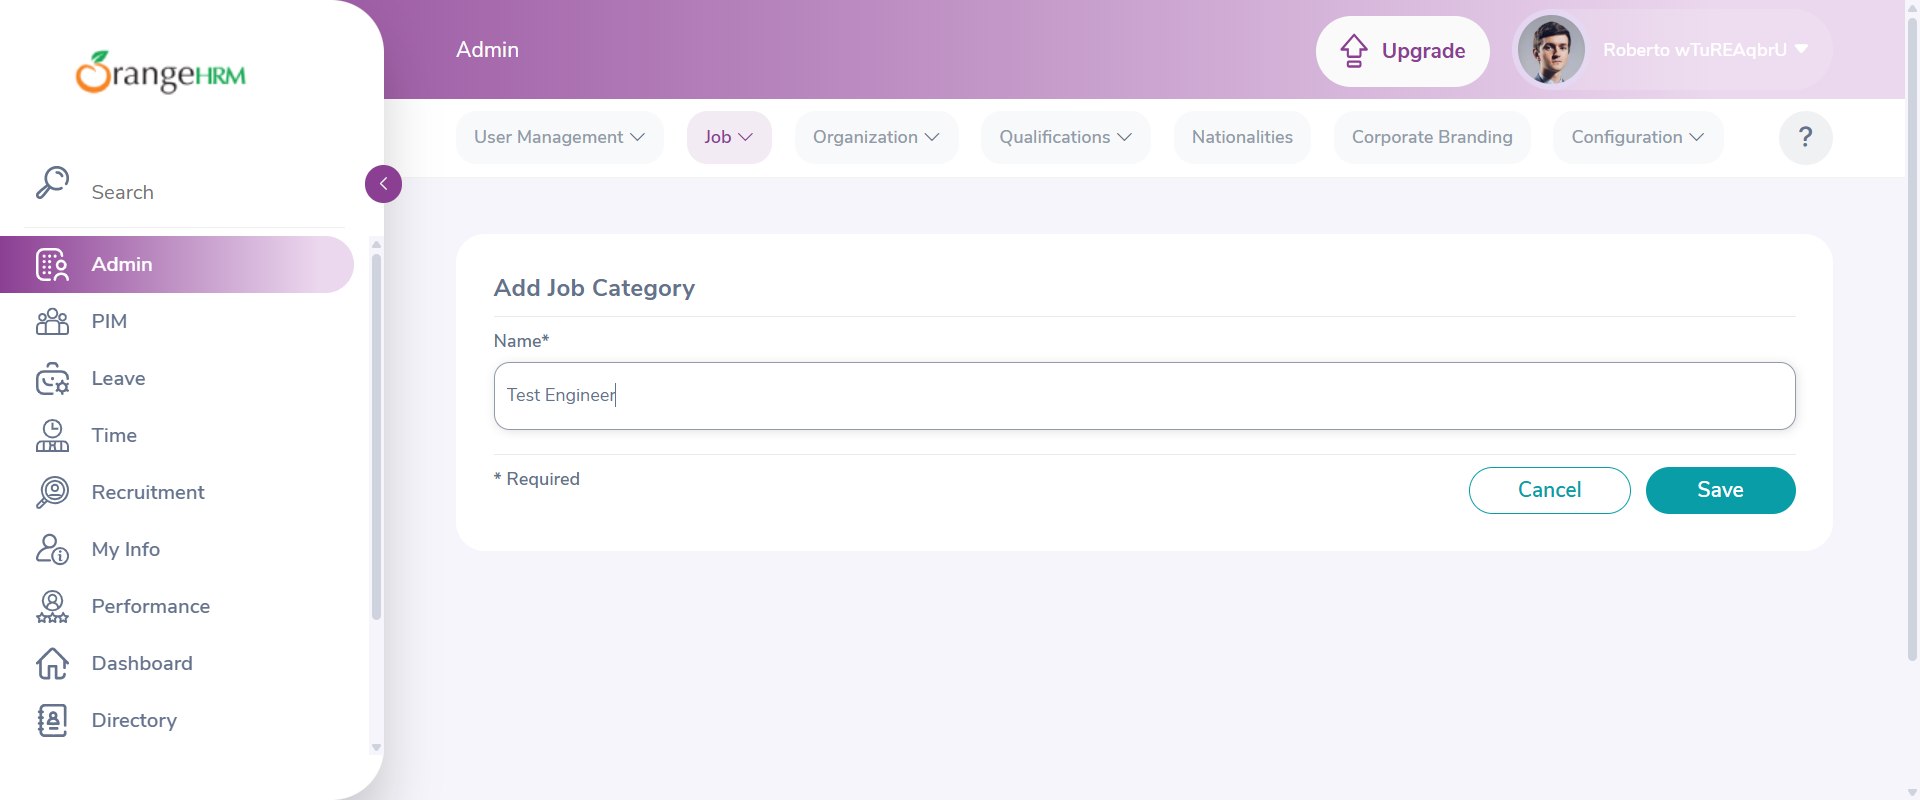 OrangeHRM
Admin
Upgrade
Roberto wTuREAqbrU
User Management
Job
Organization
Qualifications
Nationalities
Corporate Branding
Configuration
?
Search
Admin
PIM
Leave
Time
Recruitment
My Info
Performance
Dashboard
Directory
Add Job Category
Name*
Test Engineer
* Required
Cancel
Save